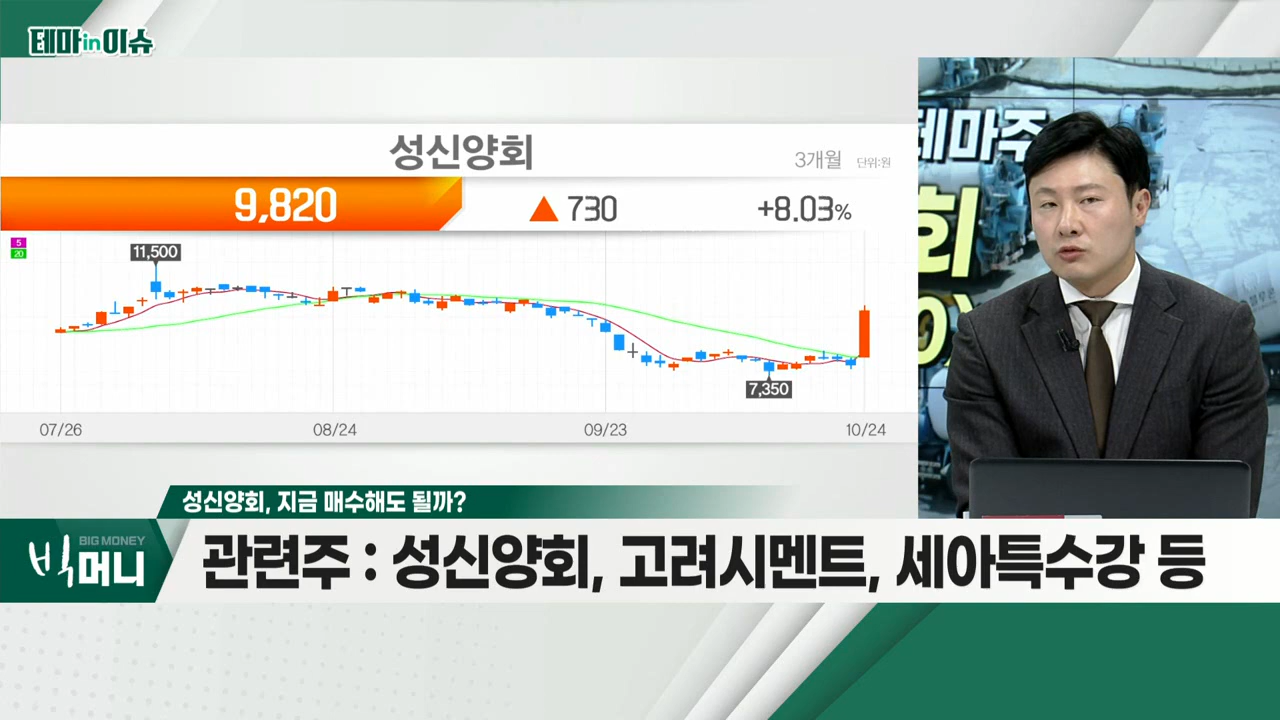 테마in이슈
성신양회
3개월 단위:원
9,820 ▲ 730 +8.03%
5
20
11,500
7,350
07/26 08/24 09/23 10/24
테마주
회
성신양회, 지금 매수해도 될까?
BIG MONEY
빅머니
관련주 : 성신양회, 고려시멘트, 세아특수강 등